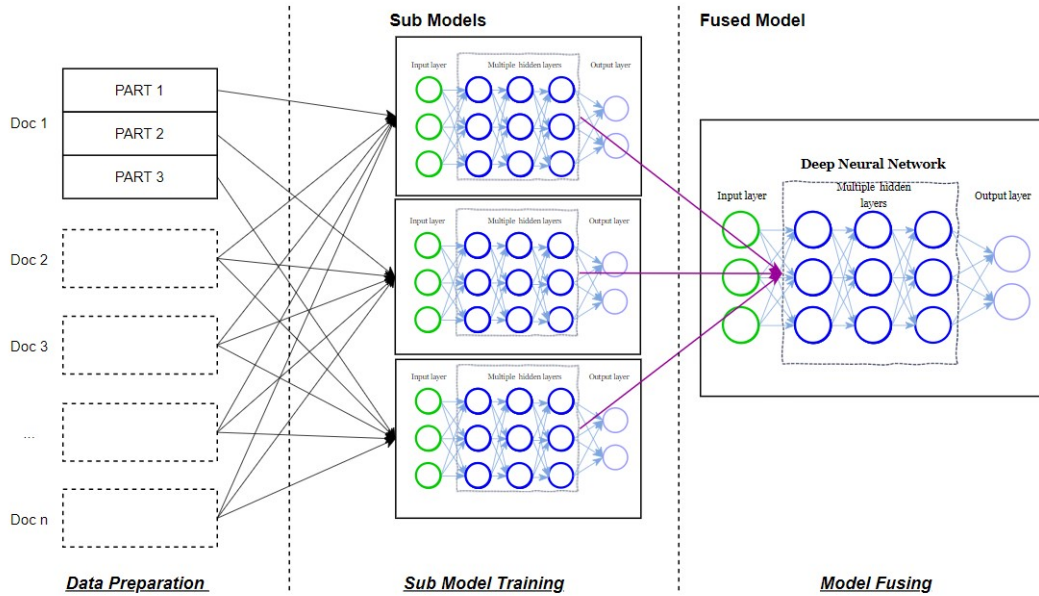 Sub Models
Fused Model
PART 1
PART 2
PART 3
Doc 1
Doc 2
Doc 3
...
Doc n
Input layer
Multiple hidden layers
Output layer
Input layer
Multiple hidden layers
Output layer
Input layer
Multiple hidden layers
Output layer
Deep Neural Network
Input layer
Multiple hidden
layers
Output layer
Data Preparation
Sub Model Training
Model Fusing